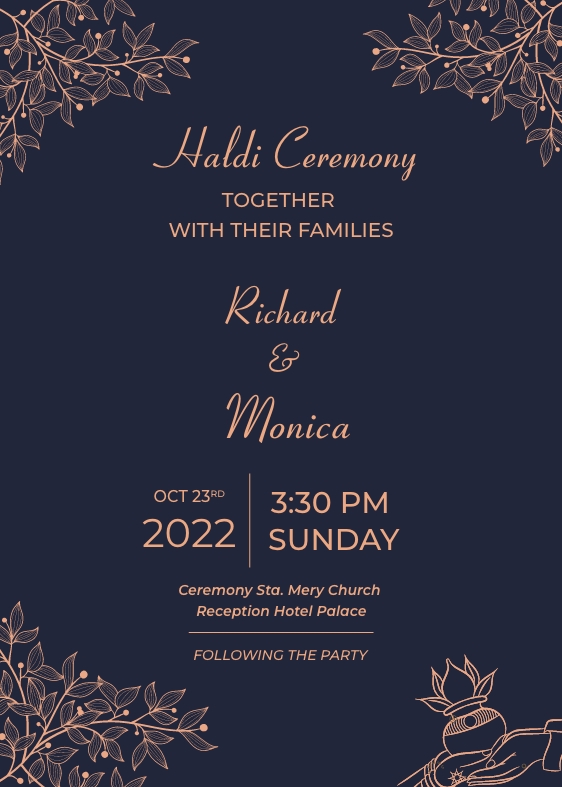 Haldi Ceremony
TOGETHER
WITH THEIR FAMILIES
Richard
&
Monica
OCT 23RD
2022
3:30 PM
SUNDAY
Ceremony Sta. Mery Church
Reception Hotel Palace
FOLLOWING THE PARTY